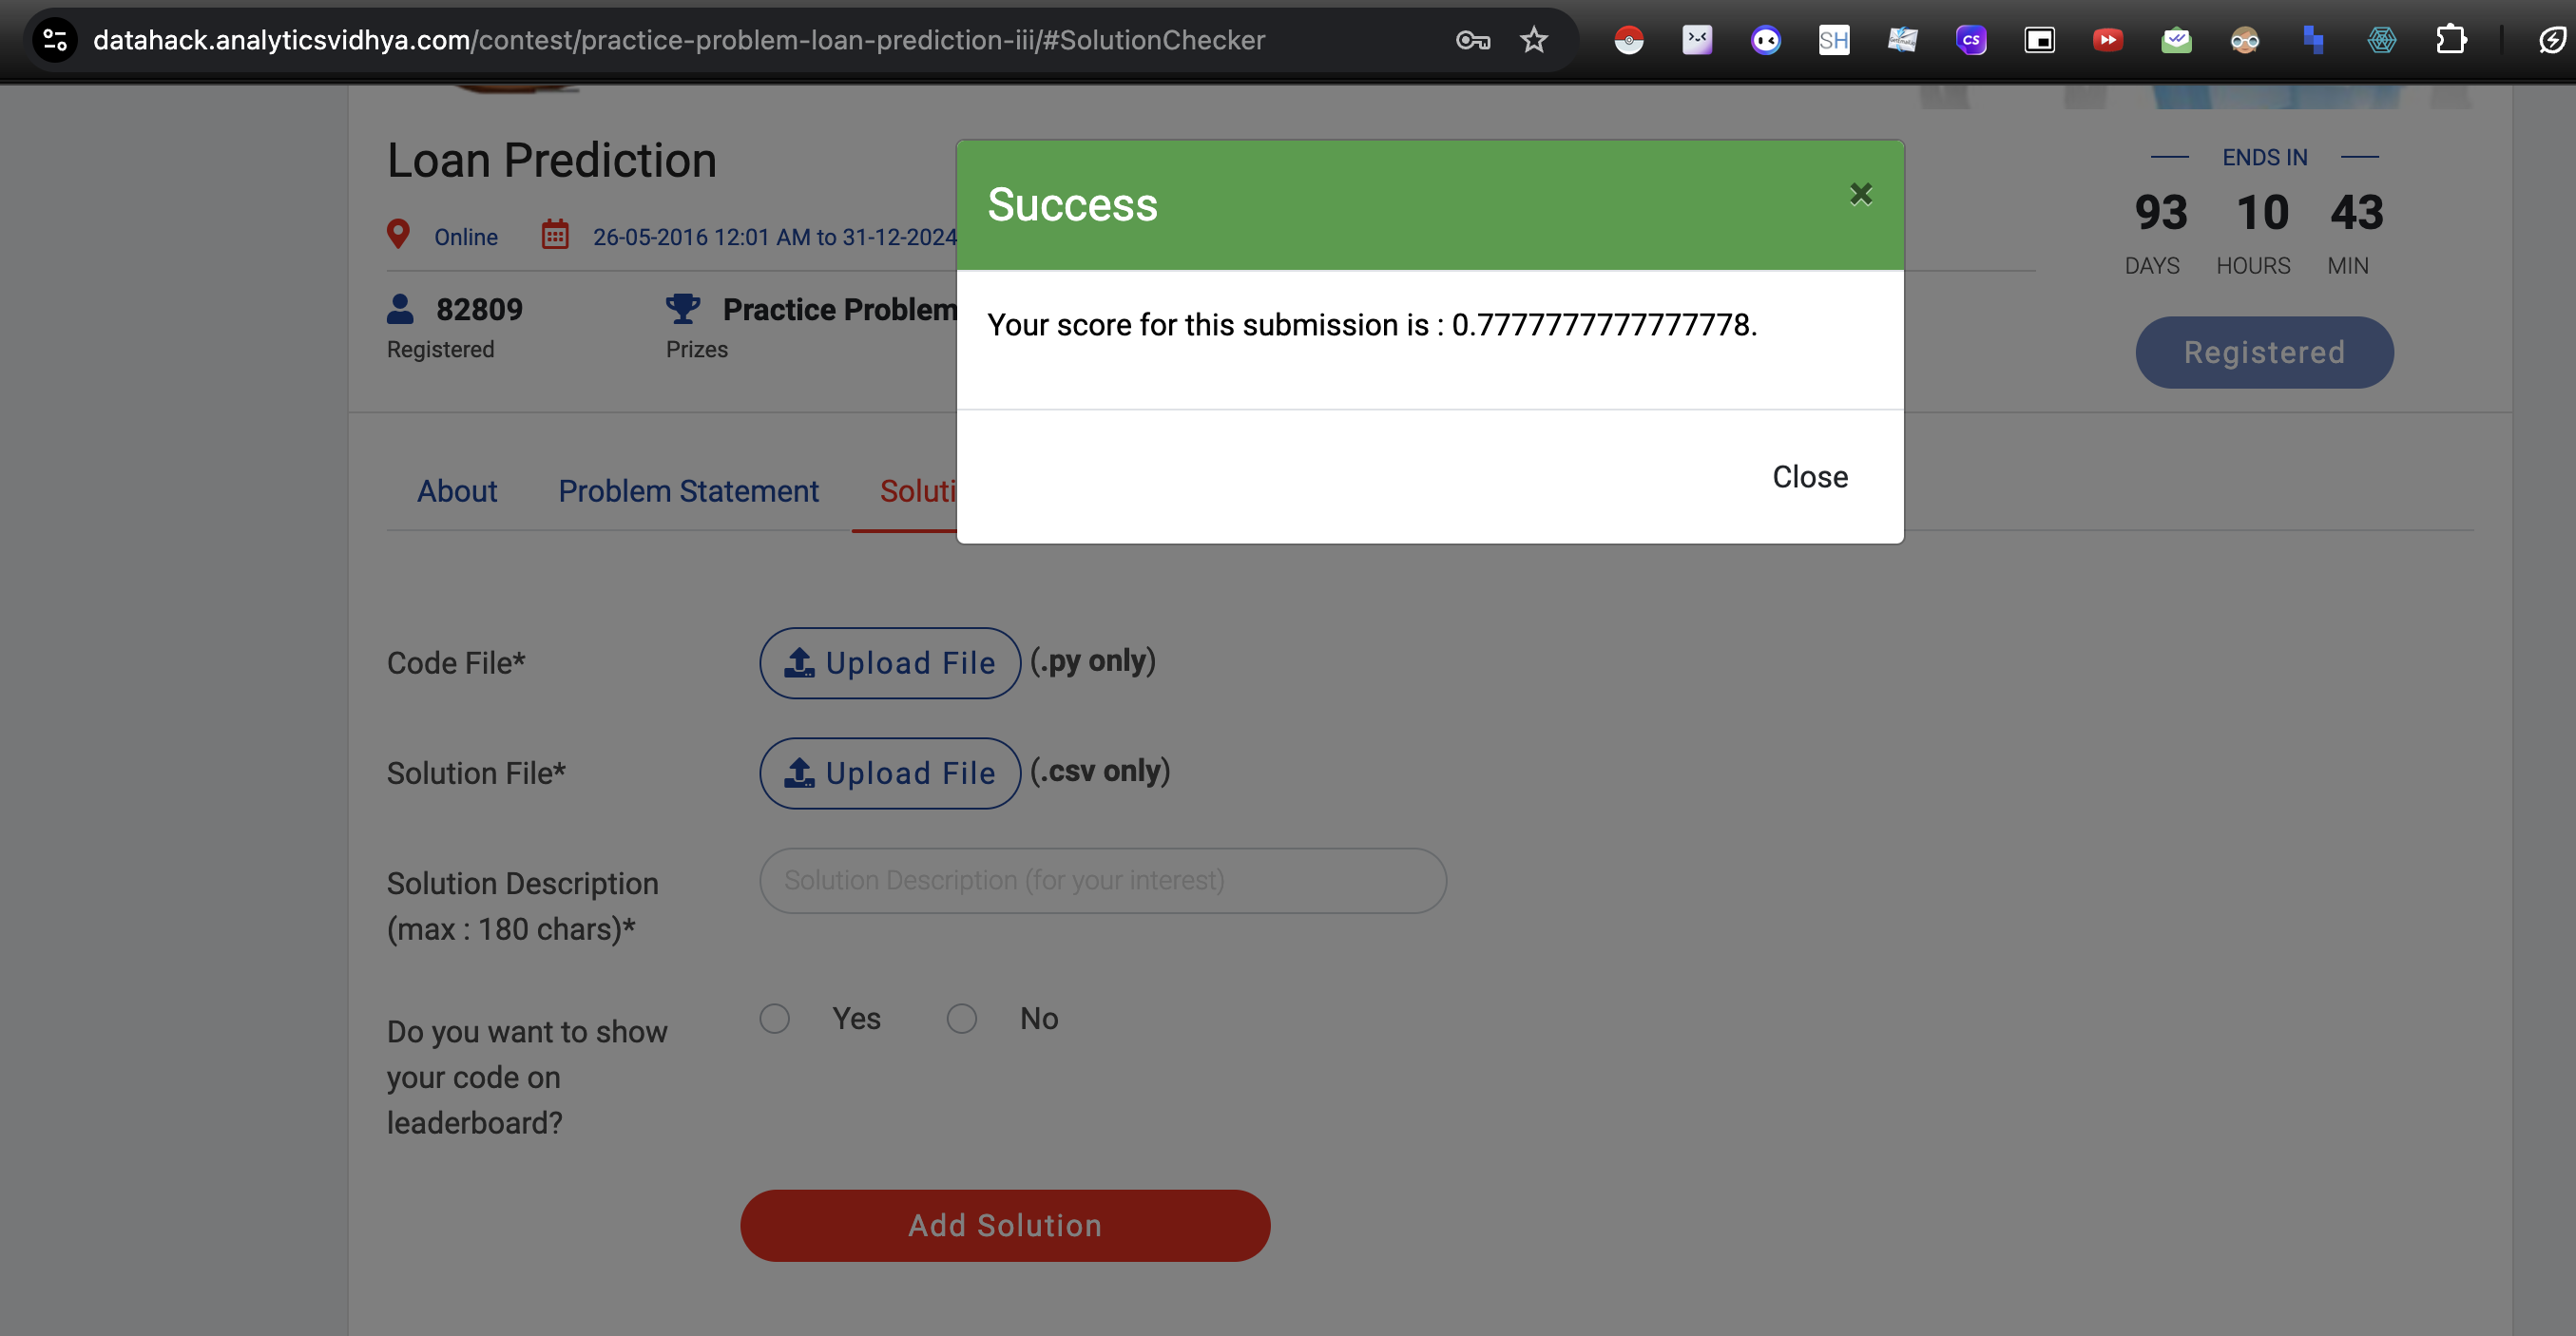 datahack.analyticsvidhya.com/contest/practice-problem-loan-prediction-iii/#SolutionChecker
SH
CS
Loan Prediction
Online
26-05-2016 12:01 AM to 31-12-2024
82809
Registered
Practice Problem
Prizes
ENDS IN
93 10 43
DAYS HOURS MIN
Registered
Success
×
Your score for this submission is : 0.7777777777777778.
Close
About
Problem Statement
Soluti
Code File*
Upload File
(.py only)
Solution File*
Upload File
(.csv only)
Solution Description
(max : 180 chars)*
Solution Description (for your interest)
Do you want to show
your code on
leaderboard?
Yes
No
Add Solution